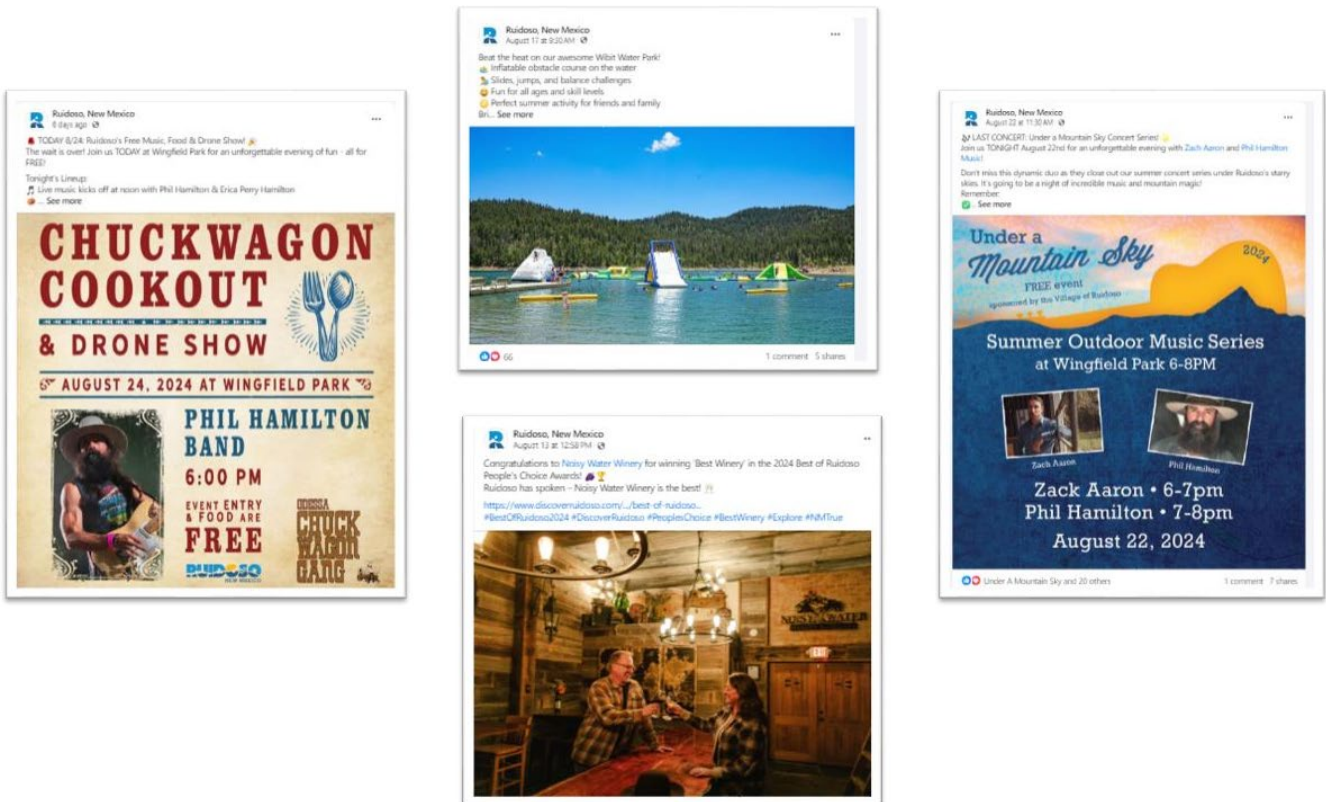 Ruidoso, New Mexico
6 days ago
TODAY 8/24: Ruidoso's Free Music, Food & Drone Show!
The wait is over! Join us TODAY at Wingfield Park for an unforgettable evening of fun - all for
FREE!
Tonight's Lineup:
Live music kicks off at noon with Phil Hamilton & Erica Perry Hamilton
... See more
CHUCKWAGON
COOKOUT
& DRONE SHOW
AUGUST 24, 2024 AT WINGFIELD PARK
PHIL HAMILTON
BAND
6:00 PM
EVENT ENTRY
& FOOD ARE
FREE
RUIDOSO
NEW MEXICO
ODESSA
CHUCK
WAGON
GANG
Ruidoso, New Mexico
August 17 at 9:30 AM
Beat the heat on our awesome Wibit Water Park!
Inflatable obstacle course on the water
Slides, jumps, and balance challenges
Fun for all ages and skill levels
Perfect summer activity for friends and family
Bri... See more
66
1 comment 5 shares
Ruidoso, New Mexico
August 13 at 12:58 PM
Congratulations to Noisy Water Winery for winning 'Best Winery' in the 2024 Best of Ruidoso
People's Choice Awards!
Ruidoso has spoken – Noisy Water Winery is the best!
https://www.discoverruidoso.com/.../best-of-ruidoso...
#BestOfRuidoso2024 #DiscoverRuidoso #PeoplesChoice #BestWinery #Explore #NMTrue
NOISY WATER
EXIT
Ruidoso, New Mexico
August 22 at 11:30 AM
LAST CONCERT: Under a Mountain Sky Concert Series!
Join us TONIGHT August 22nd for an unforgettable evening with Zach Aaron and Phil Hamilton
Music!
Don't miss this dynamic duo as they close out our summer concert series under Ruidoso's starry
skies. It's going to be a night of incredible music and mountain magic!
Remember:
... See more
Under a
Mountain Sky
2024
FREE event
sponsored by the Village of Ruidoso
Summer Outdoor Music Series
at Wingfield Park 6-8PM
Zach Aaron
Phil Hamilton
Zack Aaron • 6-7pm
Phil Hamilton • 7-8pm
August 22, 2024
Under A Mountain Sky and 20 others
1 comment 7 shares